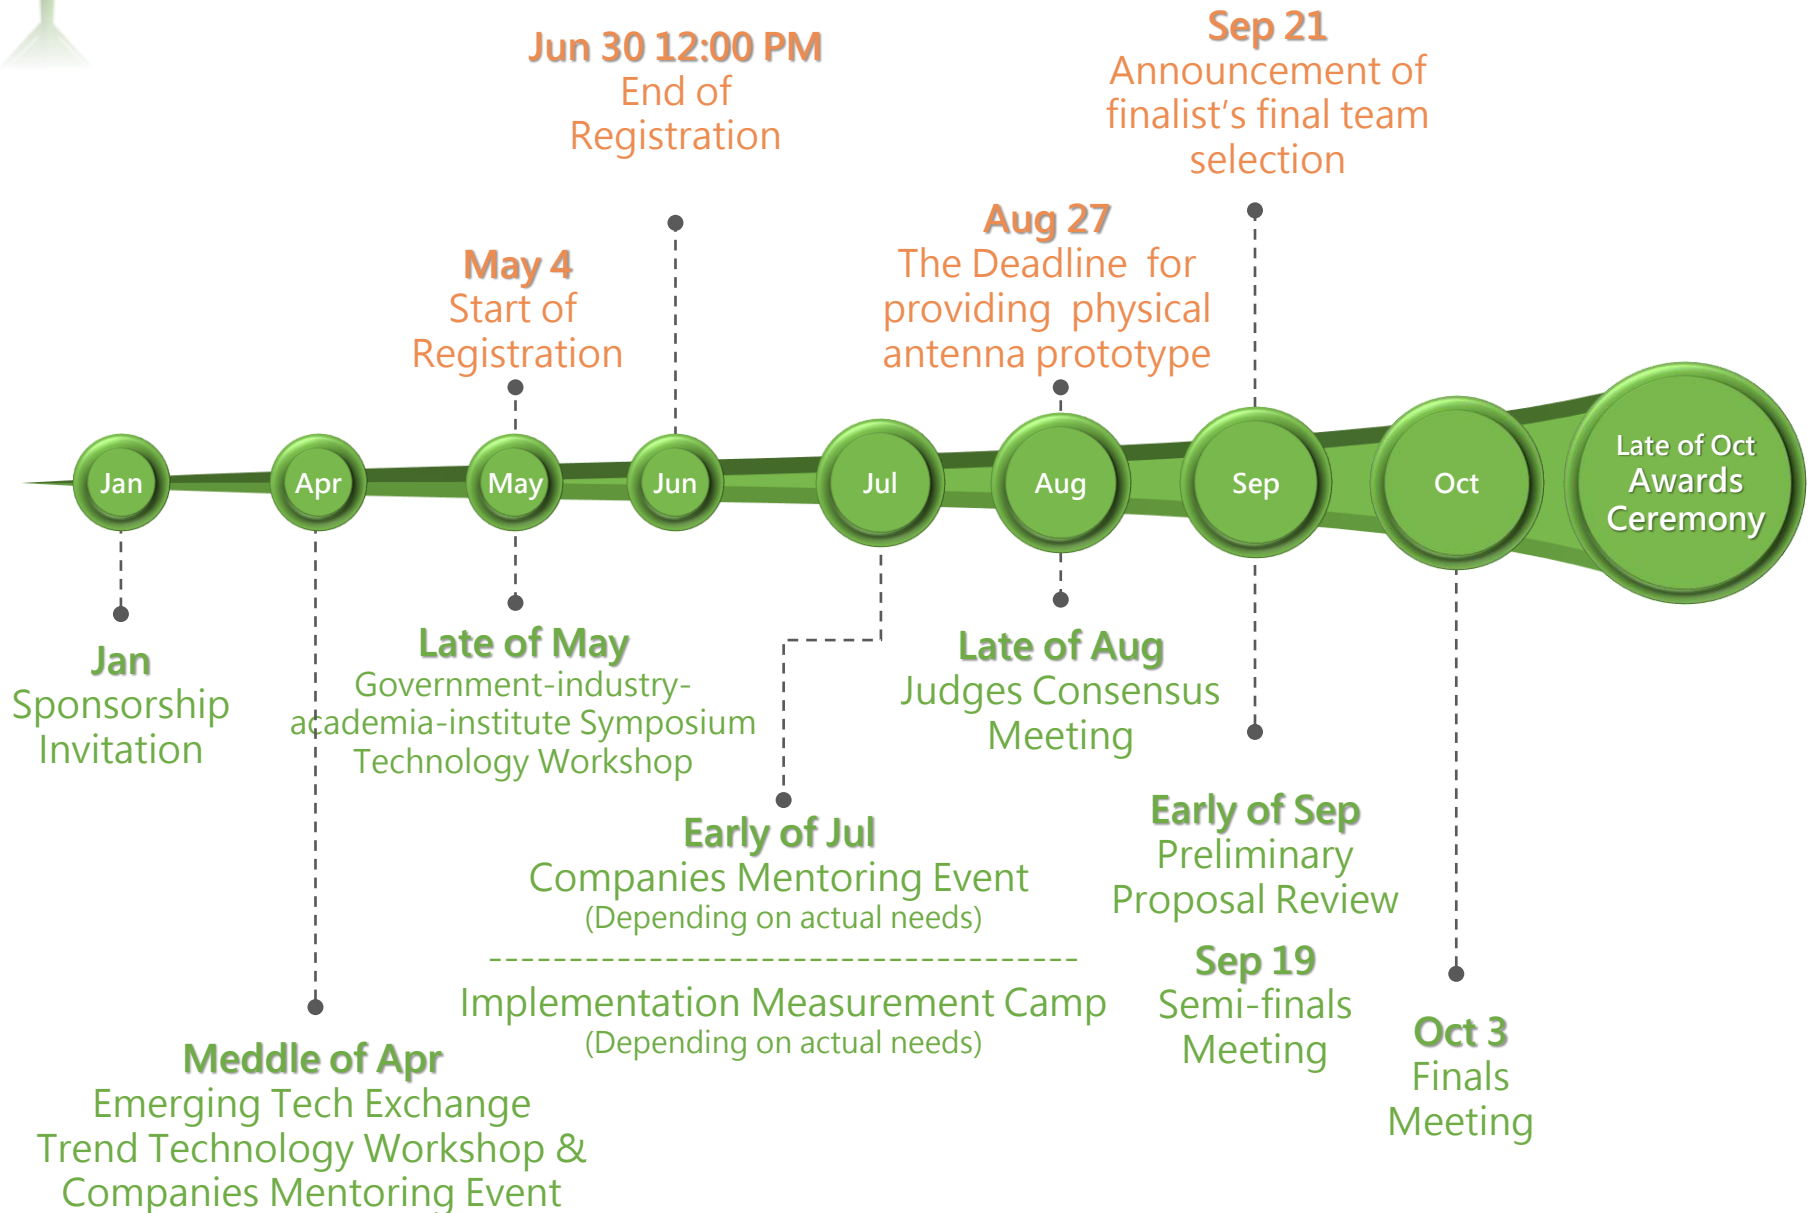 Jun 30 12:00 PM
End of
Registration
Sep 21
Announcement of
finalist's final team
selection
May 4
Start of
Registration
Aug 27
The Deadline for
providing physical
antenna prototype
Jan
Apr
May
Jun
Jul
Aug
Sep
Oct
Late of Oct
Awards
Ceremony
Jan
Sponsorship
Invitation
Late of May
Government-industry-
academia-institute Symposium
Technology Workshop
Late of Aug
Judges Consensus
Meeting
Early of Jul
Companies Mentoring Event
(Depending on actual needs)
------------------------------------
Implementation Measurement Camp
(Depending on actual needs)
Early of Sep
Preliminary
Proposal Review
Sep 19
Semi-finals
Meeting
Oct 3
Finals
Meeting
Meddle of Apr
Emerging Tech Exchange
Trend Technology Workshop &
Companies Mentoring Event